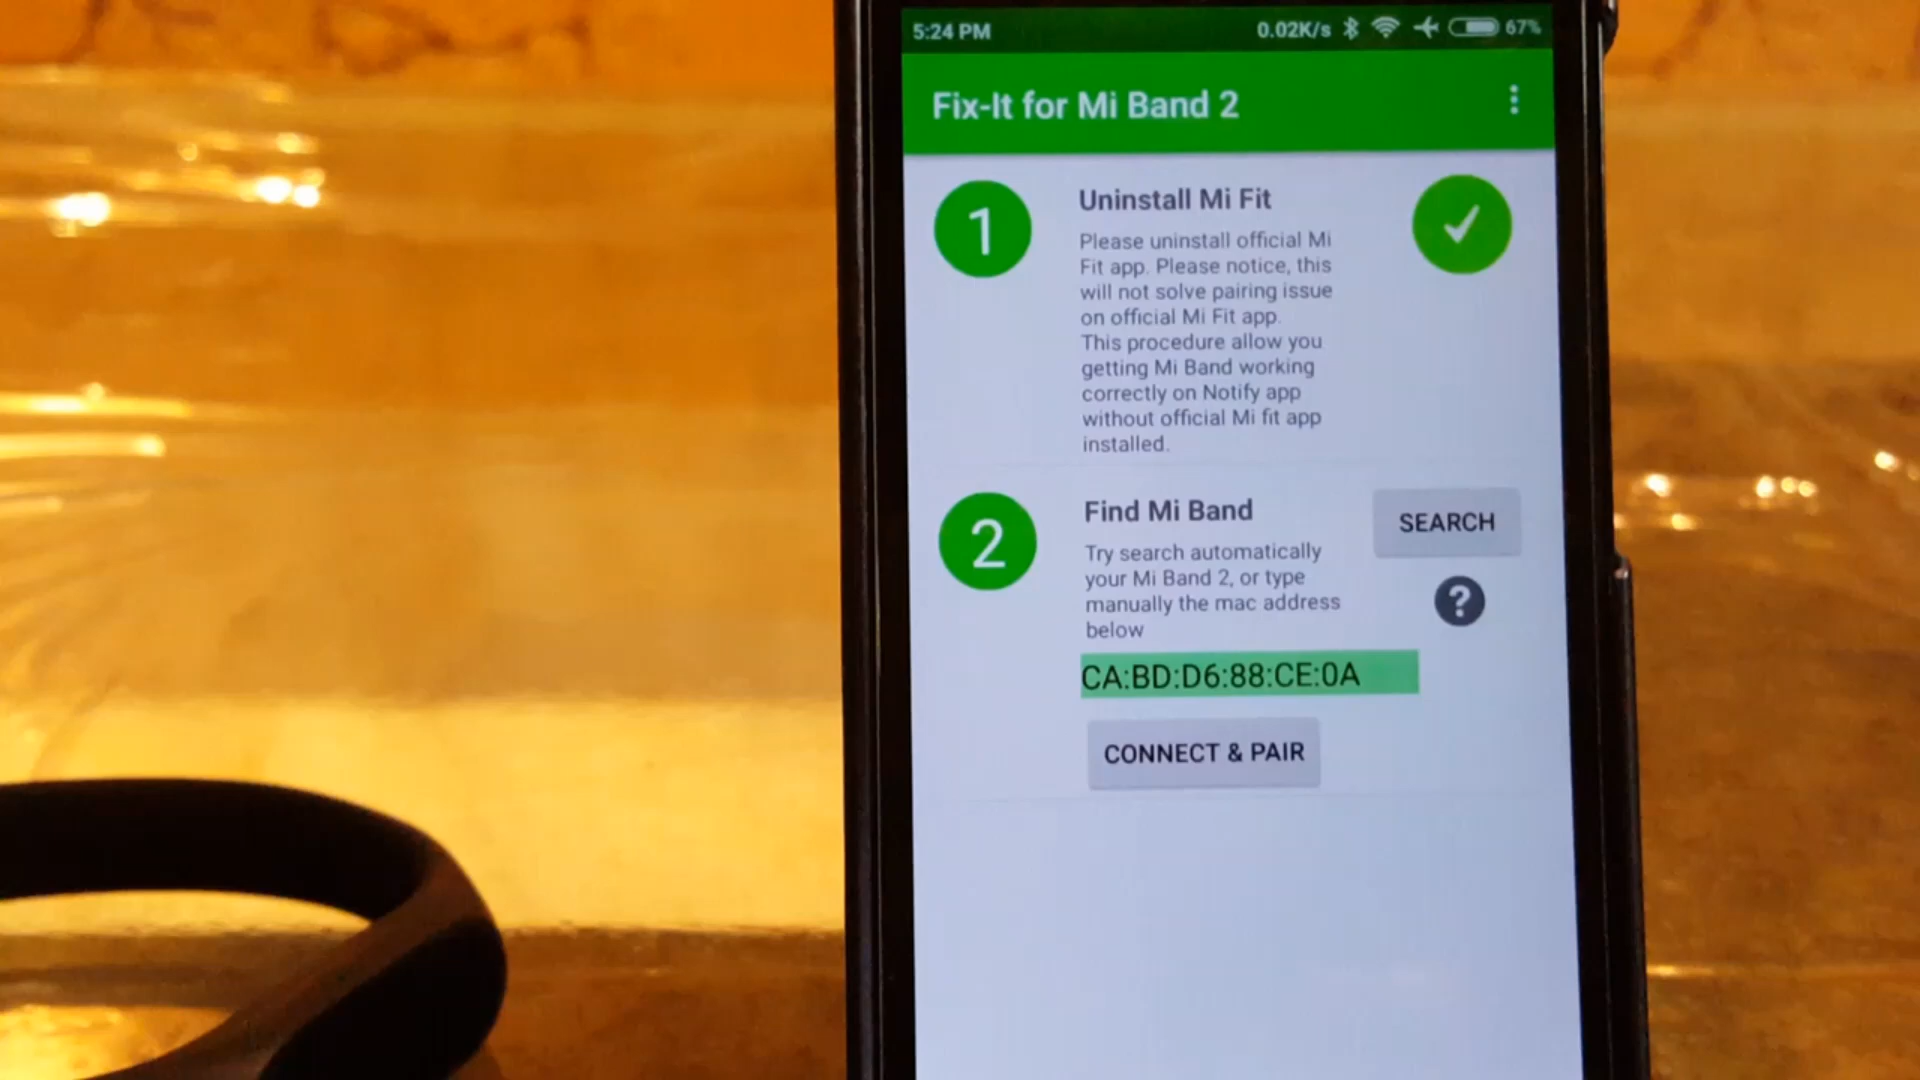 5:24 PM 0.02K/s 67%
Fix-It for Mi Band 2
1
Uninstall Mi Fit
Please uninstall official Mi
Fit app. Please notice, this
will not solve pairing issue
on official Mi Fit app.
This procedure allow you
getting Mi Band working
correctly on Notify app
without official Mi fit app
installed.
2
Find Mi Band
SEARCH
Try search automatically
your Mi Band 2, or type
manually the mac address
below
?
CA:BD:D6:88:CE:0A
CONNECT & PAIR